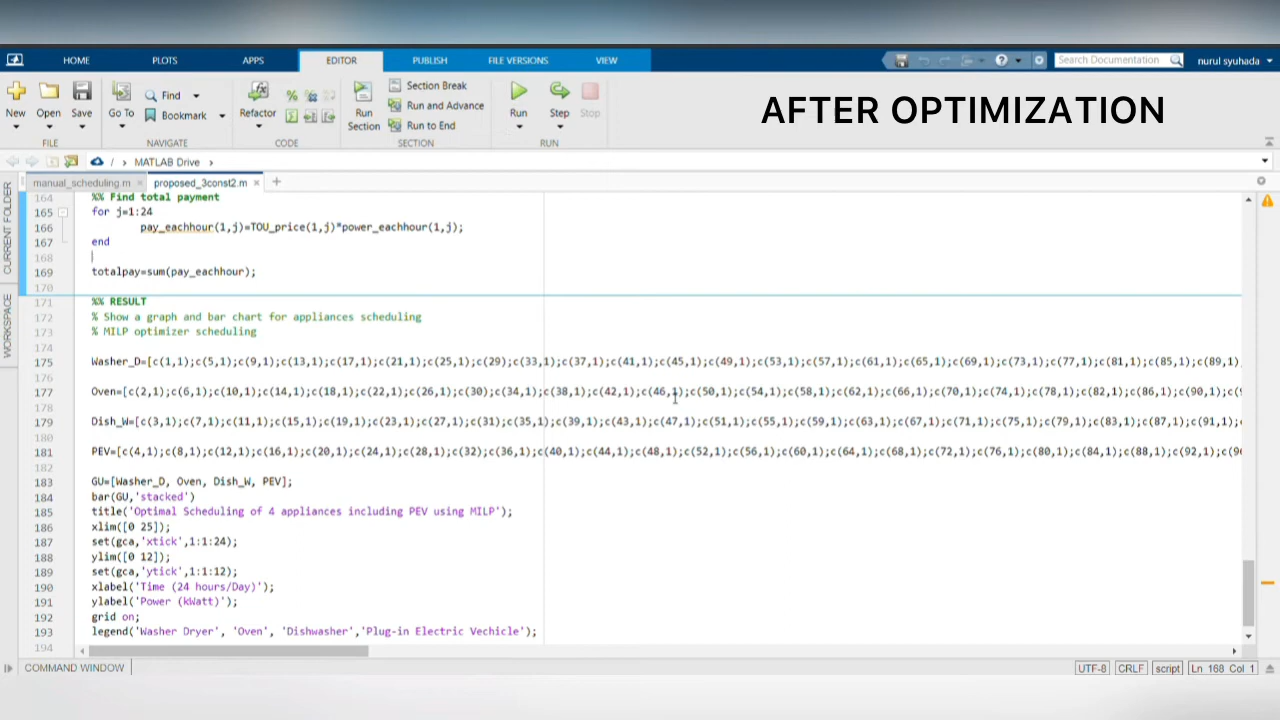 HOME PLOTS APPS EDITOR PUBLISH FILE VERSIONS VIEW Search Documentation nurul syuhada
New Open Save Go To Find Bookmark Refactor Run Section Section Break Run and Advance Run to End Run Step Stop
FILE NAVIGATE CODE SECTION RUN
AFTER OPTIMIZATION
/ MATLAB Drive
CURRENT FOLDER
WORKSPACE
manual_scheduling.m × proposed_3const2.m × +
164 %% Find total payment
165 for j=1:24
166 pay_eachhour(1,j)=TOU_price(1,j)*power_eachhour(1,j);
167 end
168
169 totalpay=sum(pay_eachhour);
170
171 %% RESULT
172 % Show a graph and bar chart for appliances scheduling
173 % MILP optimizer scheduling
174
175 Washer_D=[c(1,1);c(5,1);c(9,1);c(13,1);c(17,1);c(21,1);c(25,1);c(29);c(33,1);c(37,1);c(41,1);c(45,1);c(49,1);c(53,1);c(57,1);c(61,1);c(65,1);c(69,1);c(73,1);c(77,1);c(81,1);c(85,1);c(89,1)
176
177 Oven=[c(2,1);c(6,1);c(10,1);c(14,1);c(18,1);c(22,1);c(26,1);c(30);c(34,1);c(38,1);c(42,1);c(46,1);c(50,1);c(54,1);c(58,1);c(62,1);c(66,1);c(70,1);c(74,1);c(78,1);c(82,1);c(86,1);c(90,1);
178
179 Dish_W=[c(3,1);c(7,1);c(11,1);c(15,1);c(19,1);c(23,1);c(27,1);c(31);c(35,1);c(39,1);c(43,1);c(47,1);c(51,1);c(55,1);c(59,1);c(63,1);c(67,1);c(71,1);c(75,1);c(79,1);c(83,1);c(87,1);c(91,1);
180
181 PEV=[c(4,1);c(8,1);c(12,1);c(16,1);c(20,1);c(24,1);c(28,1);c(32);c(36,1);c(40,1);c(44,1);c(48,1);c(52,1);c(56,1);c(60,1);c(64,1);c(68,1);c(72,1);c(76,1);c(80,1);c(84,1);c(88,1);c(92,1);
182
183 GU=[Washer_D, Oven, Dish_W, PEV];
184 bar(GU,'stacked')
185 title('Optimal Scheduling of 4 appliances including PEV using MILP');
186 xlim([0 25]);
187 set(gca,'xtick',1:1:24);
188 ylim([0 12]);
189 set(gca,'ytick',1:1:12);
190 xlabel('Time (24 hours/Day)');
191 ylabel('Power (kWatt)');
192 grid on;
193 legend('Washer Dryer', 'Oven', 'Dishwasher','Plug-in Electric Vechicle');
194
COMMAND WINDOW UTF-8 CRLF script Ln 168 Col 1